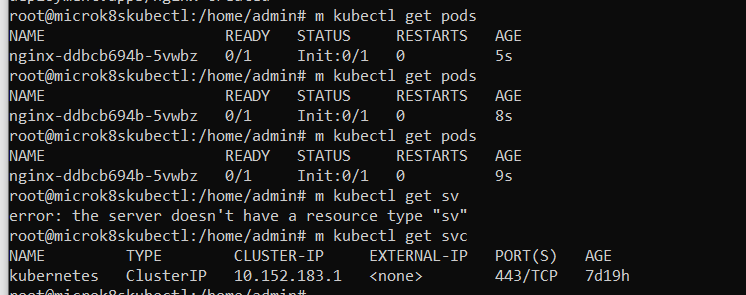 root@microk8skubectl:/home/admin# m kubectl get pods
NAME                    READY   STATUS     RESTARTS   AGE
nginx-ddbcb694b-5vwbz   0/1     Init:0/1   0          5s
root@microk8skubectl:/home/admin# m kubectl get pods
NAME                    READY   STATUS     RESTARTS   AGE
nginx-ddbcb694b-5vwbz   0/1     Init:0/1   0          8s
root@microk8skubectl:/home/admin# m kubectl get pods
NAME                    READY   STATUS     RESTARTS   AGE
nginx-ddbcb694b-5vwbz   0/1     Init:0/1   0          9s
root@microk8skubectl:/home/admin# m kubectl get sv
error: the server doesn't have a resource type "sv"
root@microk8skubectl:/home/admin# m kubectl get svc
NAME         TYPE        CLUSTER-IP     EXTERNAL-IP   PORT(S)   AGE
kubernetes   ClusterIP   10.152.183.1   <none>        443/TCP   7d19h
root@microk8skubectl:/home/admin#